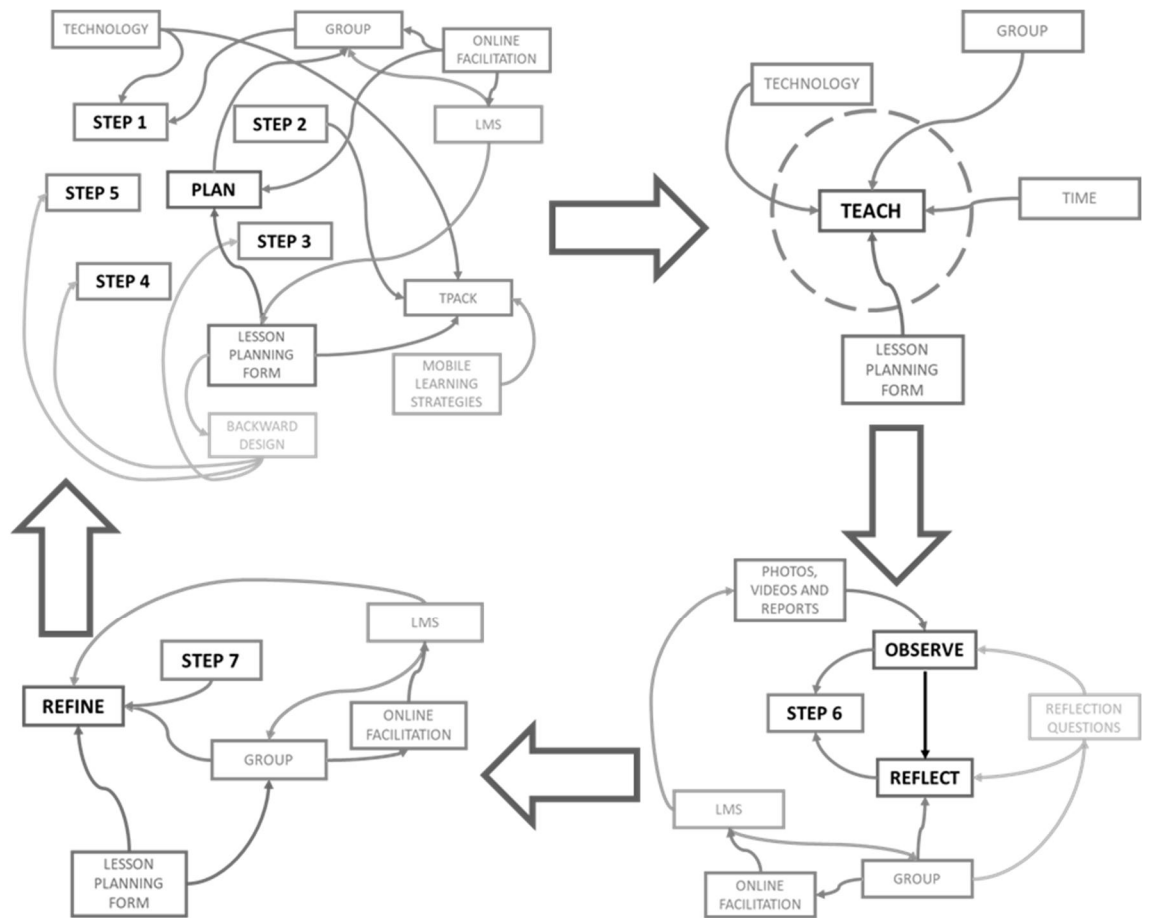 TECHNOLOGY
GROUP
ONLINE
FACILITATION
STEP 1
STEP 2
LMS
PLAN
STEP 5
STEP 3
STEP 4
TPACK
LESSON
PLANNING
FORM
MOBILE
LEARNING
STRATEGIES
BACKWARD
DESIGN
GROUP
TECHNOLOGY
TEACH
TIME
LESSON
PLANNING
FORM
PHOTOS,
VIDEOS AND
REPORTS
OBSERVE
STEP 6
REFLECTION
QUESTIONS
REFLECT
LMS
GROUP
ONLINE
FACILITATION
LMS
STEP 7
REFINE
ONLINE
FACILITATION
GROUP
LESSON
PLANNING
FORM